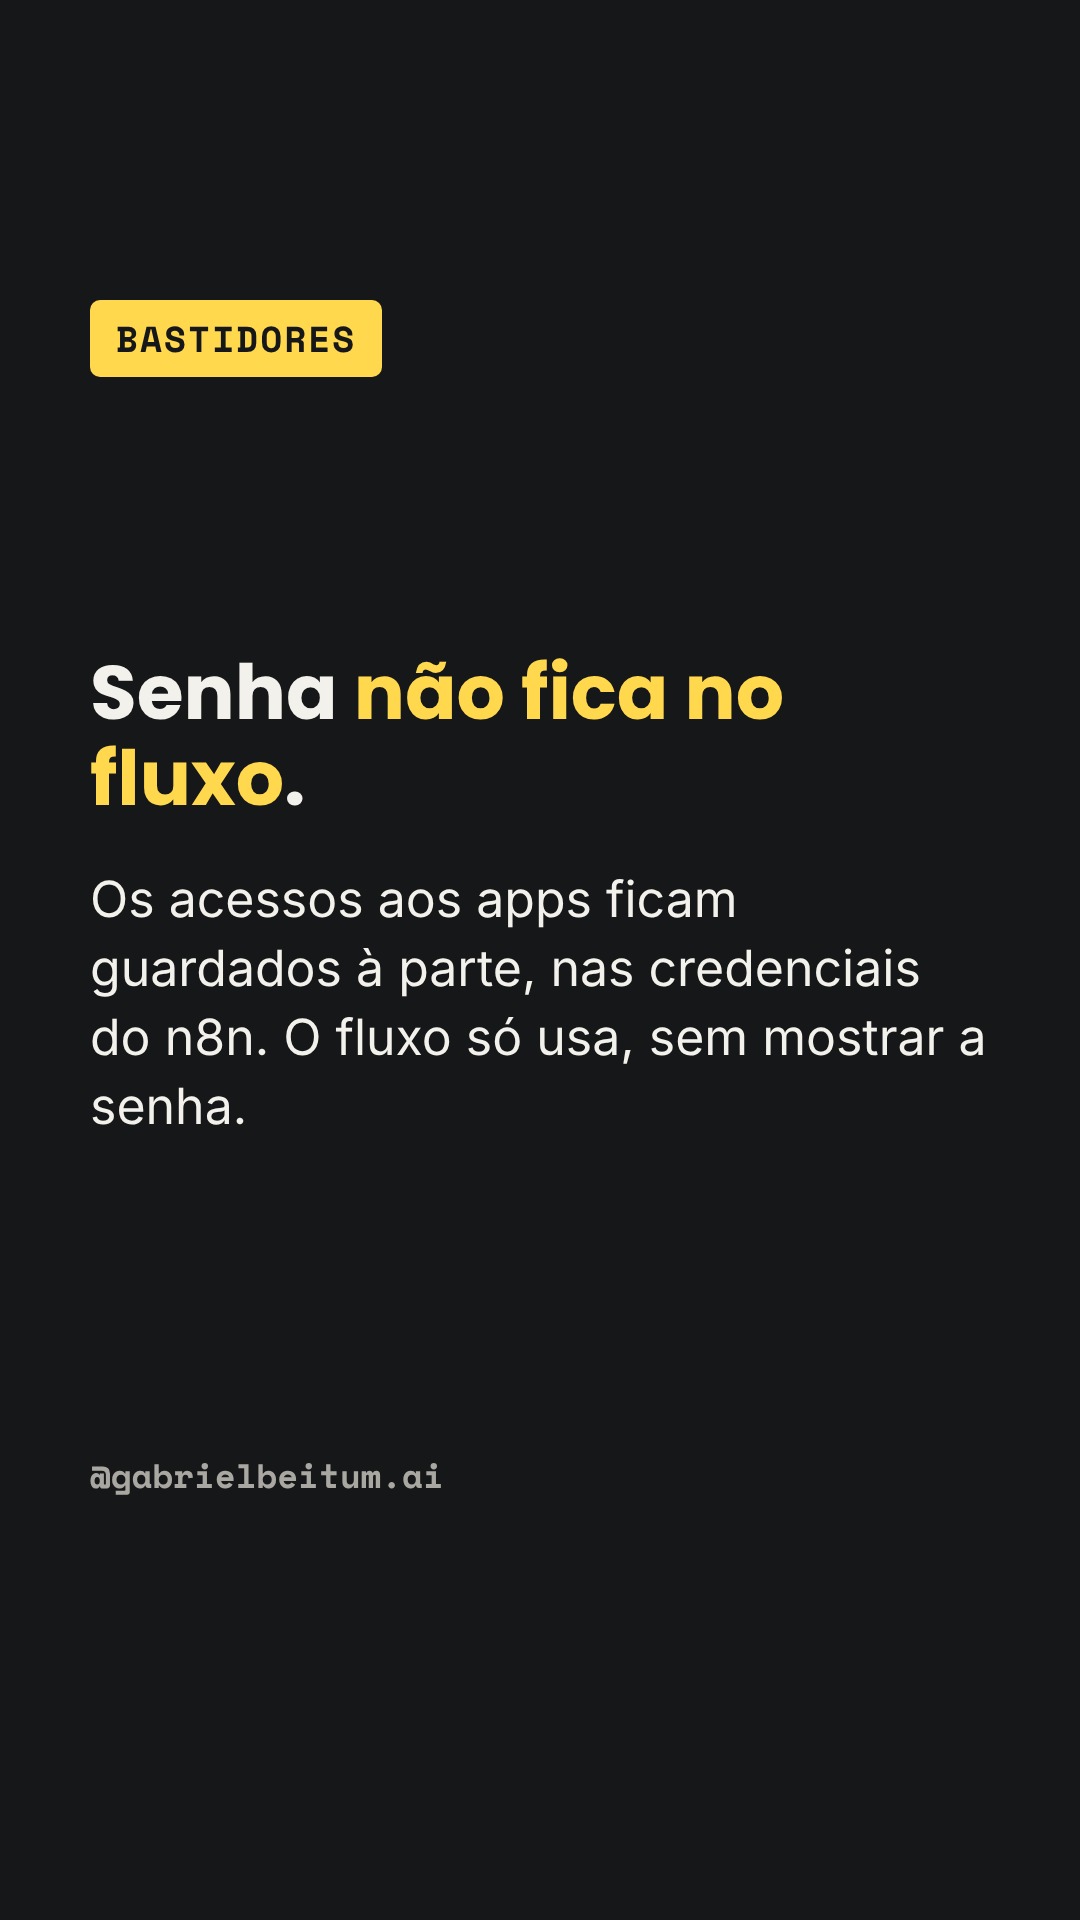 BASTIDORES
Senha não fica no
fluxo.
Os acessos aos apps ficam
guardados à parte, nas credenciais
do n8n. O fluxo só usa, sem mostrar a
senha.
@gabrielbeitum.ai